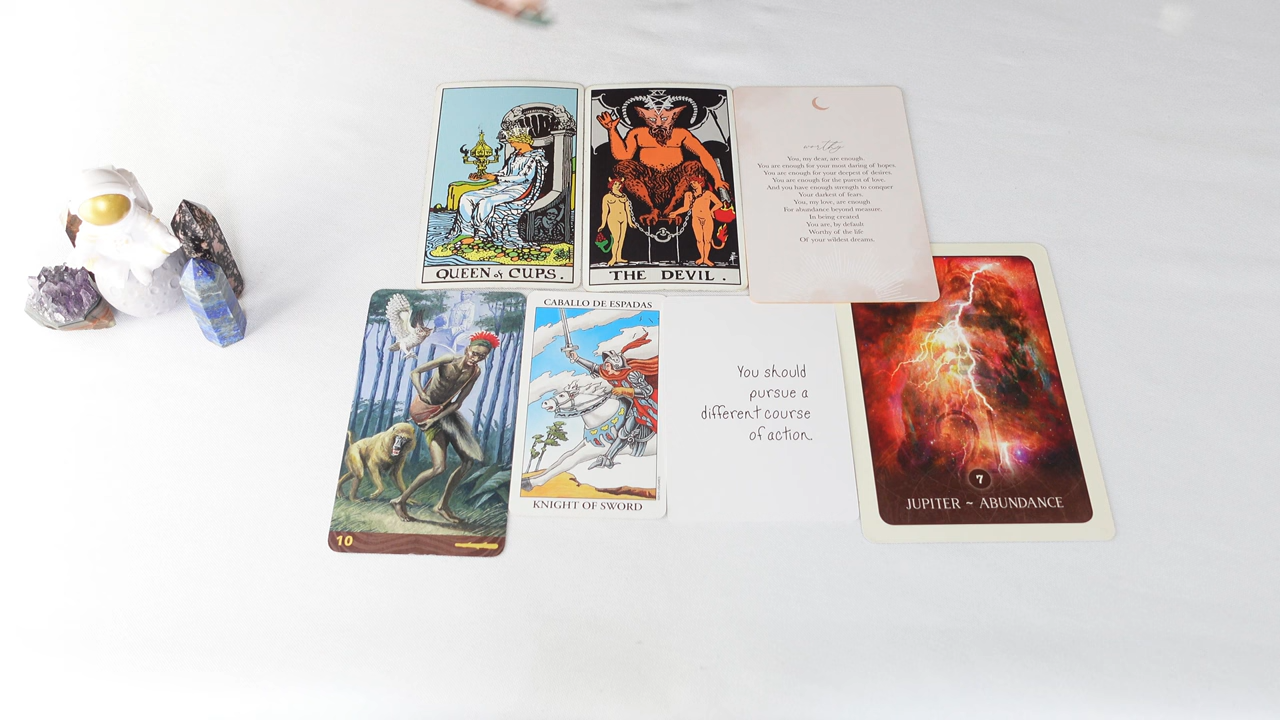 QUEEN of CUPS.
XV
THE DEVIL.
worthy
You, my dear, are enough.
You are enough for your most daring of hopes.
You are enough for your deepest of desires.
You are enough for the purest of love.
And you have enough strength to conquer
Your darkest of fears.
You, my love, are enough
For abundance beyond measure.
In being created
You are, by default
Worthy of the life
Of your wildest dreams.
10
CABALLO DE ESPADAS
KNIGHT OF SWORD
You should
pursue a
different course
of action.
7
JUPITER ~ ABUNDANCE